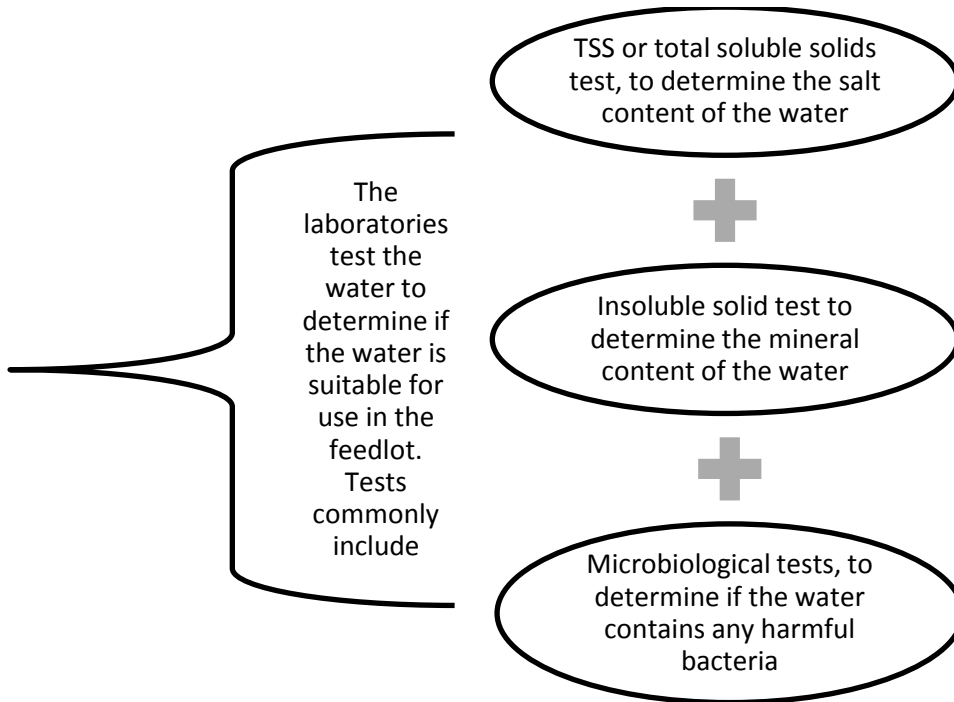 The
laboratories
test the
water to
determine if
the water is
suitable for
use in the
feedlot.
Tests
commonly
include
TSS or total soluble solids
test, to determine the salt
content of the water
Insoluble solid test to
determine the mineral
content of the water
Microbiological tests, to
determine if the water
contains any harmful
bacteria